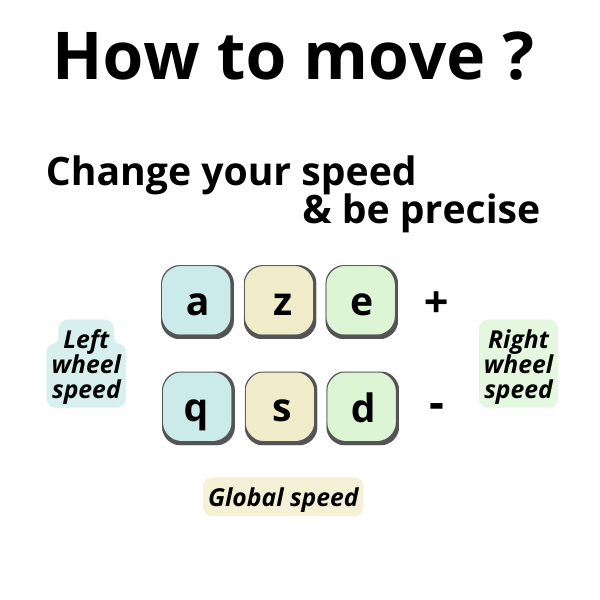 How to move ?
Change your speed
& be precise
a z e +
Left
wheel
speed
Right
wheel
speed
q s d -
Global speed